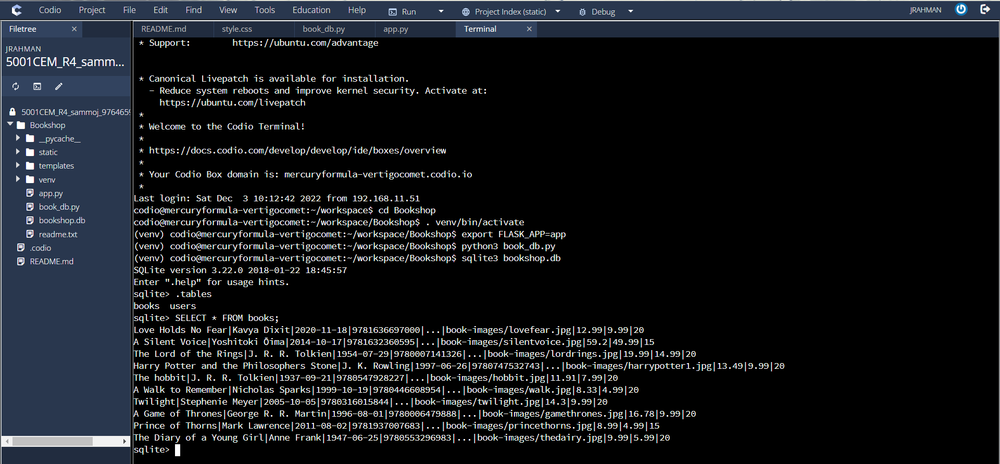 Codio Project File Edit Find View Tools Education Help Run Project Index (static) Debug JRAHMAN
Filetree ×
JRAHMAN
5001CEM_R4_samm...
5001CEM_R4_sammoj_976465
Bookshop
__pycache__
static
templates
venv
app.py
book_db.py
bookshop.db
readme.txt
.codio
README.md
README.md style.css book_db.py app.py Terminal ×
* Support: https://ubuntu.com/advantage
* Canonical Livepatch is available for installation.
- Reduce system reboots and improve kernel security. Activate at:
https://ubuntu.com/livepatch
*
* Welcome to the Codio Terminal!
*
* https://docs.codio.com/develop/develop/ide/boxes/overview
*
* Your Codio Box domain is: mercuryformula-vertigocomet.codio.io
*
Last login: Sat Dec  3 10:12:42 2022 from 192.168.11.51
codio@mercuryformula-vertigocomet:~/workspace$ cd Bookshop
codio@mercuryformula-vertigocomet:~/workspace/Bookshop$ . venv/bin/activate
(venv) codio@mercuryformula-vertigocomet:~/workspace/Bookshop$ export FLASK_APP=app
(venv) codio@mercuryformula-vertigocomet:~/workspace/Bookshop$ python3 book_db.py
(venv) codio@mercuryformula-vertigocomet:~/workspace/Bookshop$ sqlite3 bookshop.db
SQLite version 3.22.0 2018-01-22 18:45:57
Enter ".help" for usage hints.
sqlite> .tables
books  users
sqlite> SELECT * FROM books;
Love Holds No Fear|Kavya Dixit|2020-11-18|9781636697000|...|book-images/lovefear.jpg|12.99|9.99|20
A Silent Voice|Yoshitoki Ōima|2014-10-17|9781632360595|...|book-images/silentvoice.jpg|59.2|49.99|15
The Lord of the Rings|J. R. R. Tolkien|1954-07-29|9780007141326|...|book-images/lordrings.jpg|19.99|14.99|20
Harry Potter and the Philosophers Stone|J. K. Rowling|1997-06-26|9780747532743|...|book-images/harrypotter1.jpg|13.49|9.99|20
The hobbit|J. R. R. Tolkien|1937-09-21|9780547928227|...|book-images/hobbit.jpg|11.91|7.99|20
A Walk to Remember|Nicholas Sparks|1999-10-19|9780446608954|...|book-images/walk.jpg|8.33|4.99|20
Twilight|Stephenie Meyer|2005-10-05|9780316015844|...|book-images/twilight.jpg|14.3|9.99|20
A Game of Thrones|George R. R. Martin|1996-08-01|9780006479888|...|book-images/gamethrones.jpg|16.78|9.99|20
Prince of Thorns|Mark Lawrence|2011-08-02|9781937007683|...|book-images/princethorns.jpg|8.99|4.99|15
The Diary of a Young Girl|Anne Frank|1947-06-25|9780553296983|...|book-images/thedairy.jpg|9.99|5.99|20
sqlite>